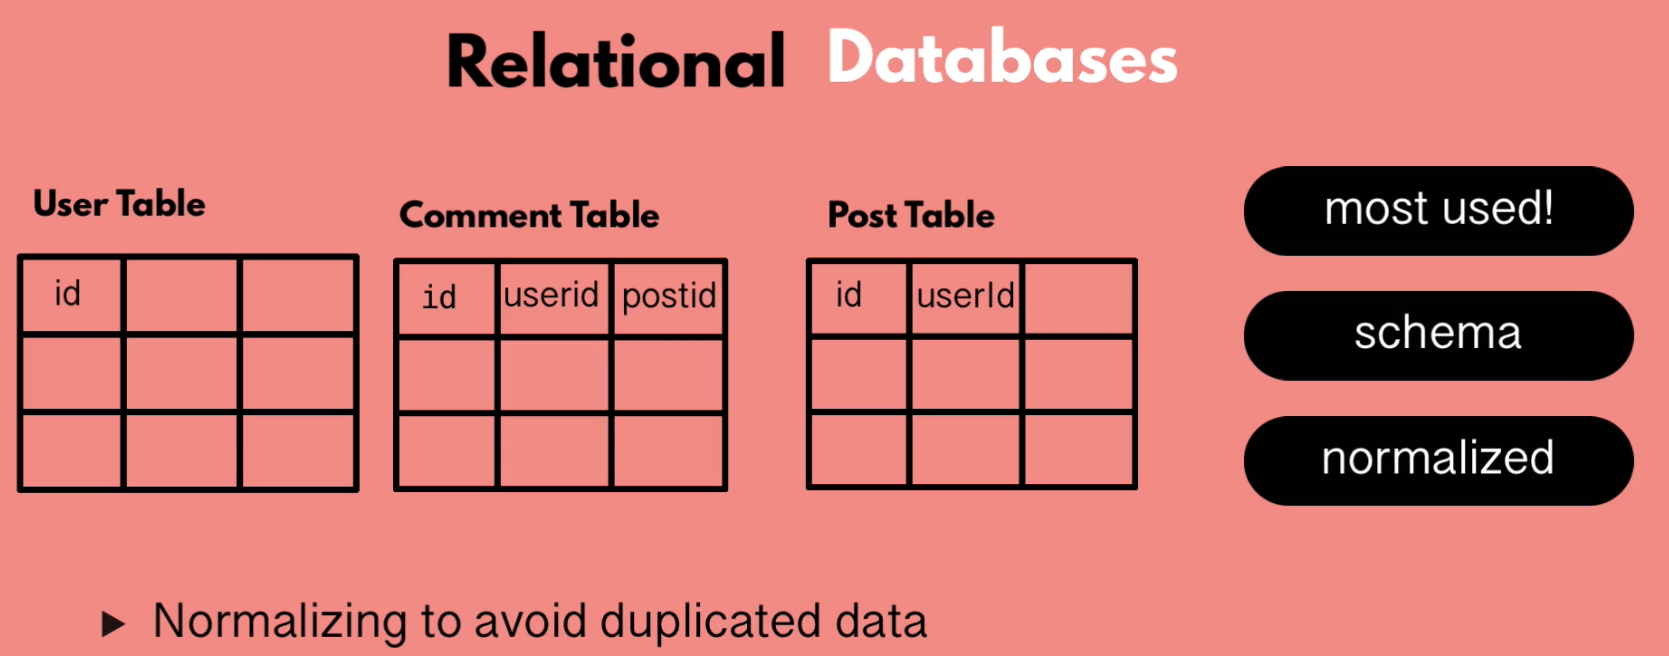 Relational Databases
User Table
id
Comment Table
id userid postid
Post Table
id userId
most used!
schema
normalized
Normalizing to avoid duplicated data